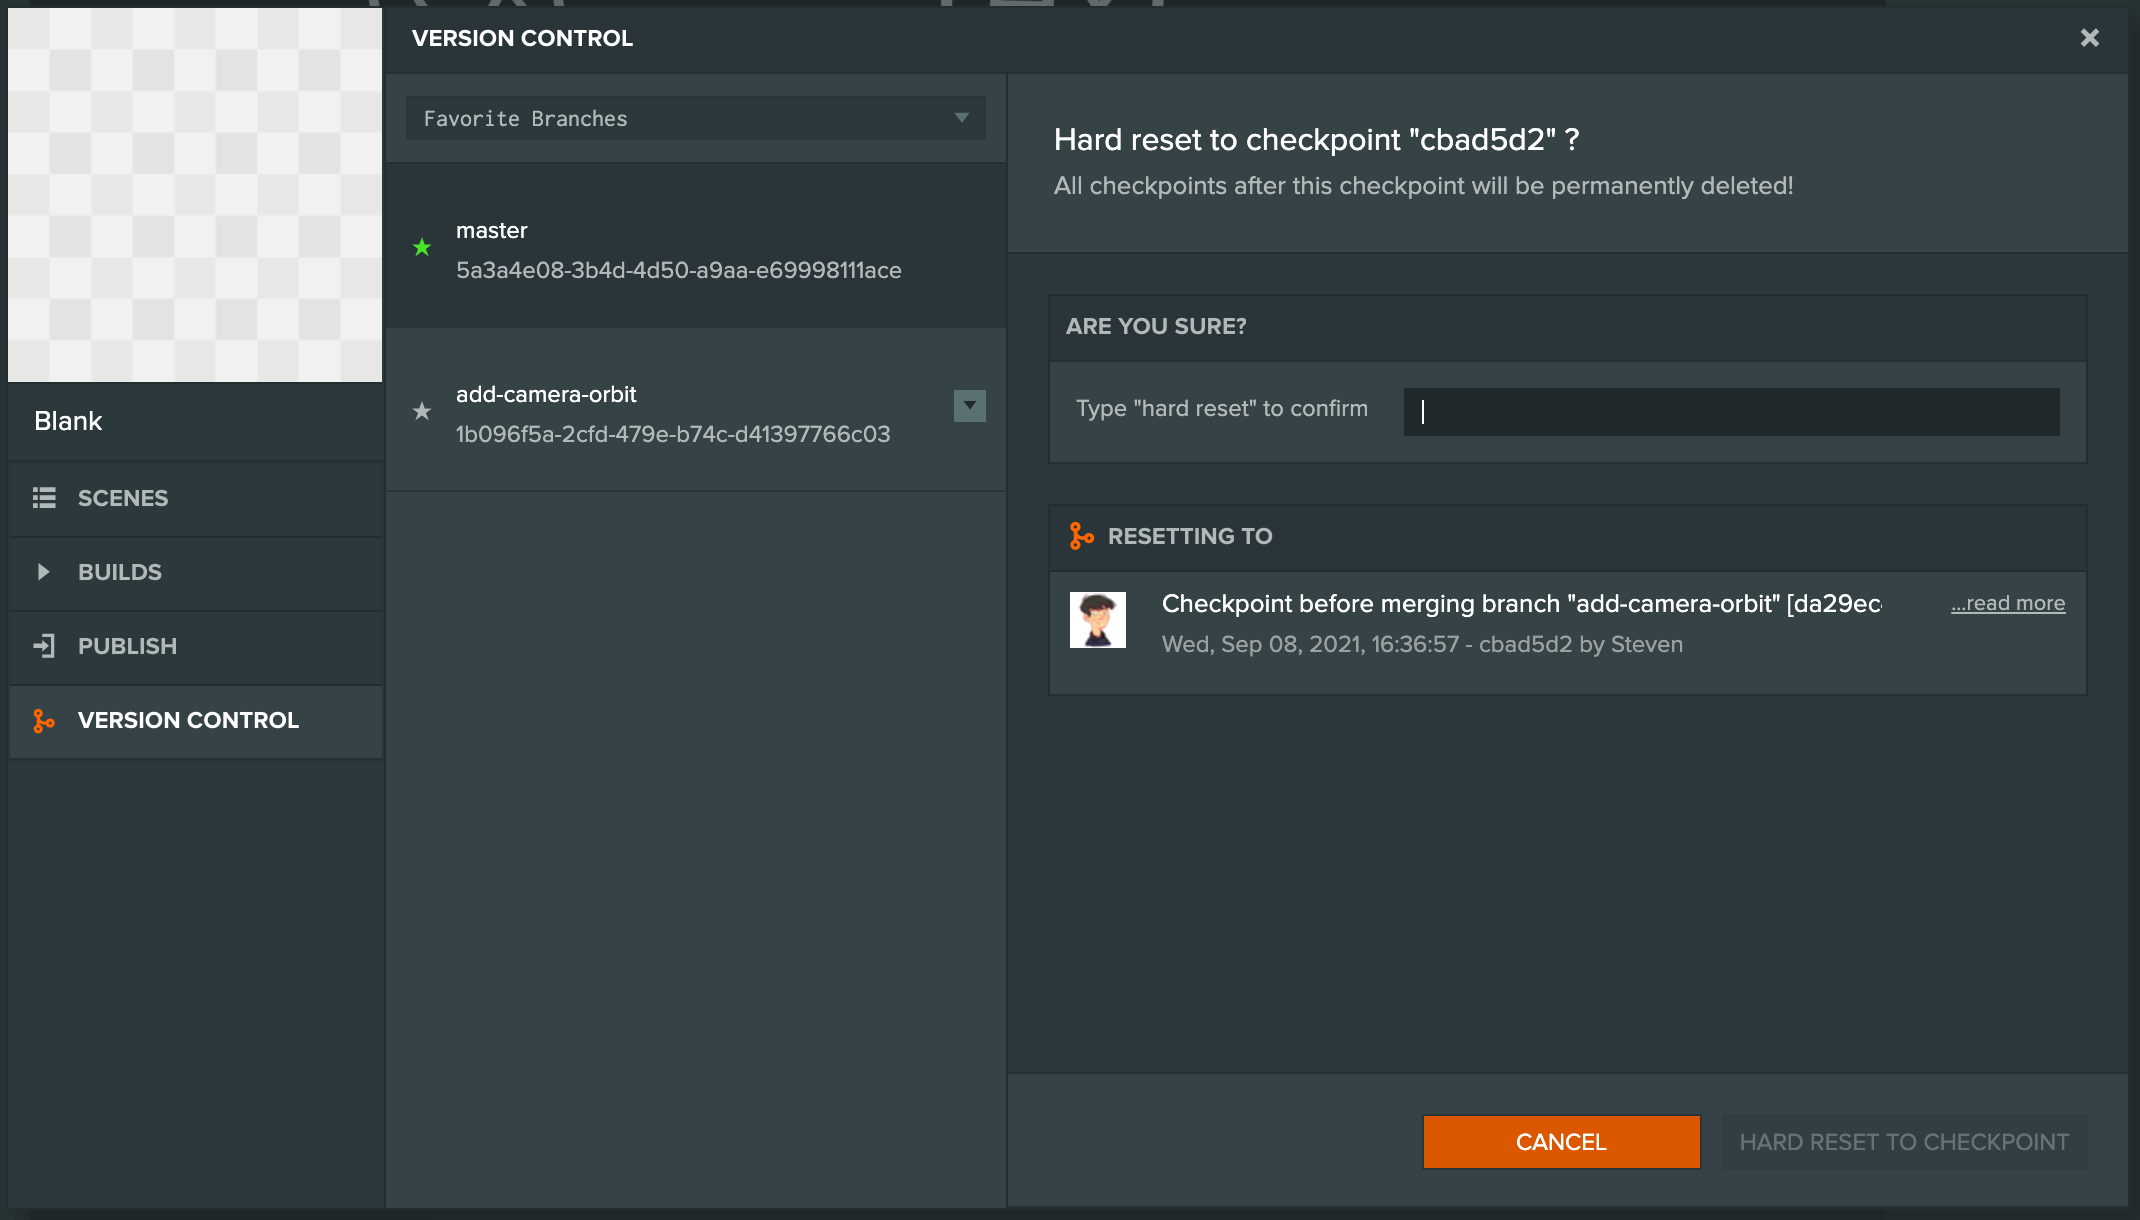 VERSION CONTROL
Favorite Branches
master
5a3a4e08-3b4d-4d50-a9aa-e69998111ace
add-camera-orbit
1b096f5a-2cfd-479e-b74c-d41397766c03
Blank
SCENES
BUILDS
PUBLISH
VERSION CONTROL
Hard reset to checkpoint "cbad5d2" ?
All checkpoints after this checkpoint will be permanently deleted!
ARE YOU SURE?
Type "hard reset" to confirm
RESETTING TO
Checkpoint before merging branch "add-camera-orbit" [da29ec ...read more
Wed, Sep 08, 2021, 16:36:57 - cbad5d2 by Steven
CANCEL
HARD RESET TO CHECKPOINT